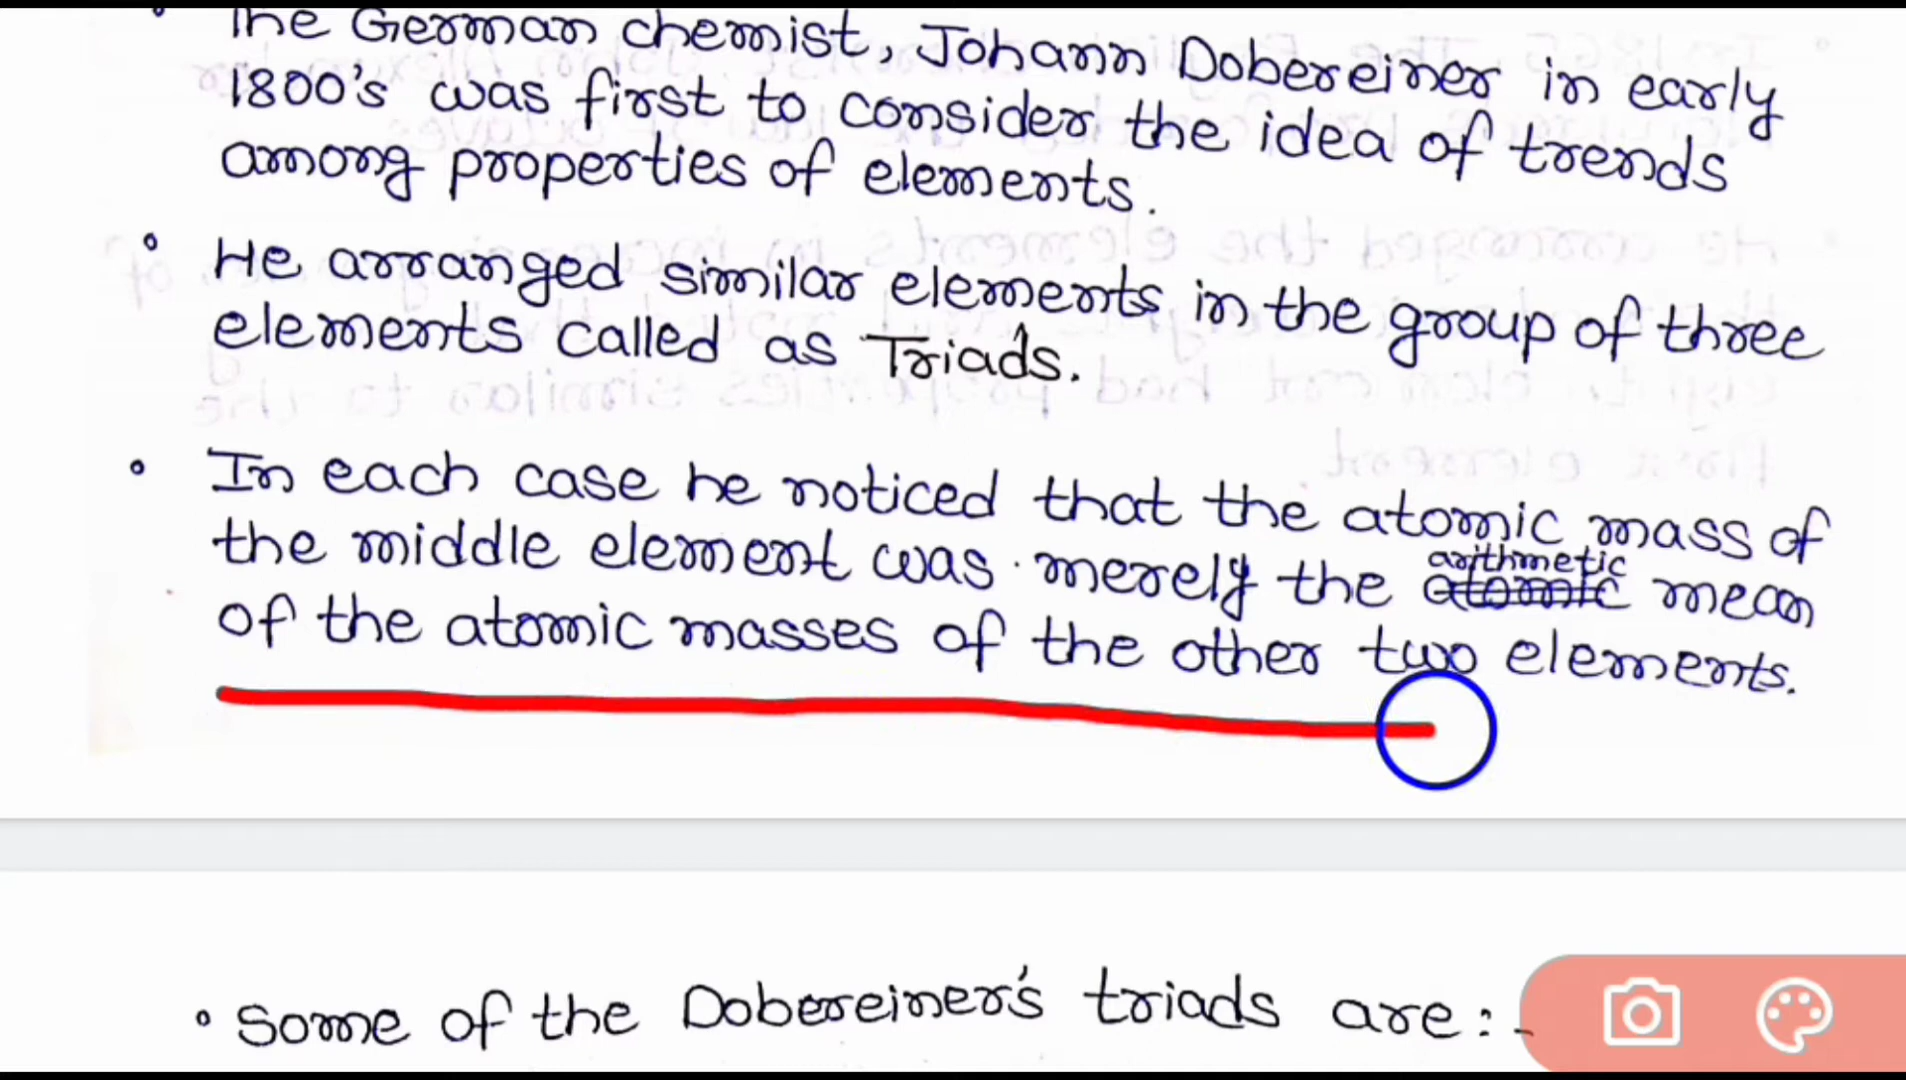 • The German chemist, Johann Dobereiner in early
1800's was first to consider the idea of trends
among properties of elements.
• He arranged similar elements in the group of three
elements called as Triads.
• In each case he noticed that the atomic mass of
the middle element was merely the arithmetic atomic mean
of the atomic masses of the other two elements.
• Some of the Dobereiner's triads are:-